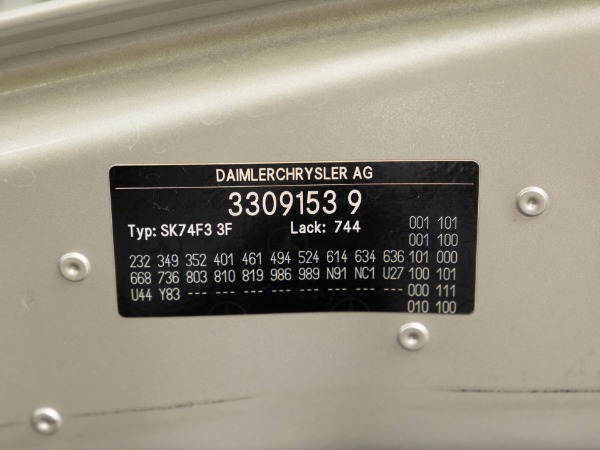 DAIMLERCHRYSLER AG
3309153 9
Typ: SK74F3 3F Lack: 744
001 101
001 100
232 349 352 401 461 494 524 614 634 636 101 000
668 736 803 810 819 986 989 N91 NC1 U27 100 101
U44 Y83 --- --- --- --- --- --- --- --- 000 111
010 100